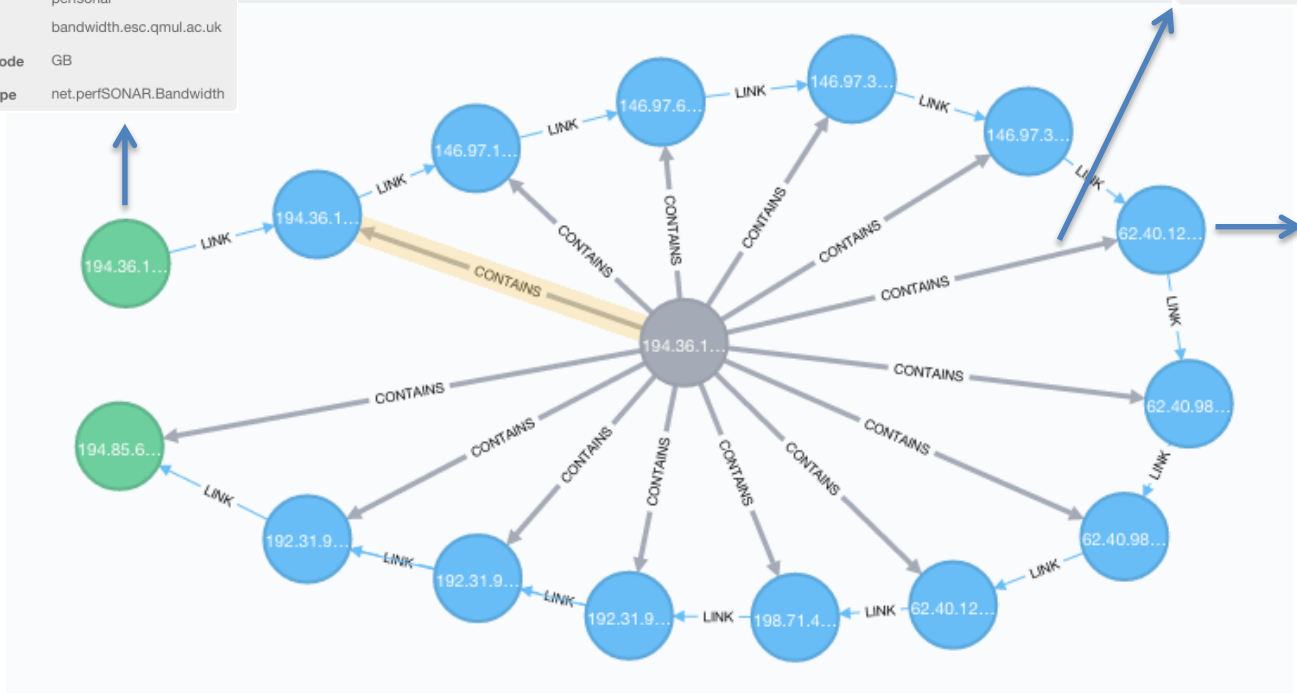 bandwidth.esc.qmul.ac.uk
ode GB
pe net.perfSONAR.Bandwidth
146.97.3...
LINK
LINK
146.97.6...
146.97.3...
LINK
146.97.1...
LINK
LINK
194.36.1...
CONTAINS
CONTAINS
CONTAINS
CONTAINS
62.40.12...
LINK
194.36.1...
CONTAINS
CONTAINS
LINK
194.36.1...
CONTAINS
CONTAINS
62.40.98...
194.85.6...
CONTAINS
CONTAINS
CONTAINS
CONTAINS
CONTAINS
CONTAINS
LINK
LINK
192.31.9...
62.40.98...
LINK
LINK
192.31.9...
LINK
192.31.9...
LINK
198.71.4...
LINK
62.40.12...